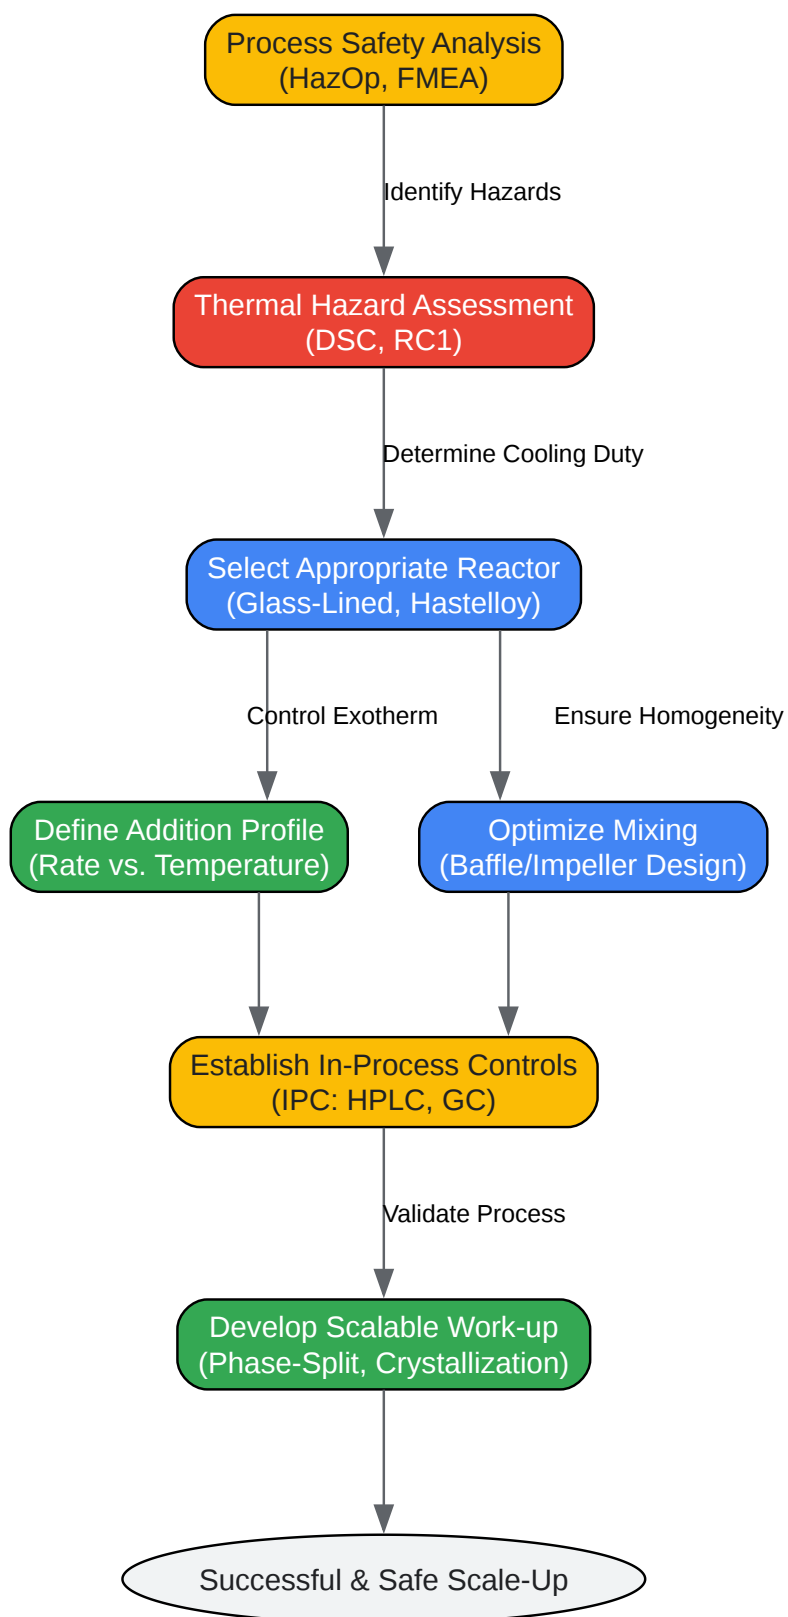 Process Safety Analysis
(HazOp, FMEA)
Identify Hazards
Thermal Hazard Assessment
(DSC, RC1)
Determine Cooling Duty
Select Appropriate Reactor
(Glass-Lined, Hastelloy)
Control Exotherm
Ensure Homogeneity
Define Addition Profile
(Rate vs. Temperature)
Optimize Mixing
(Baffle/Impeller Design)
Establish In-Process Controls
(IPC: HPLC, GC)
Validate Process
Develop Scalable Work-up
(Phase-Split, Crystallization)
Successful & Safe Scale-Up